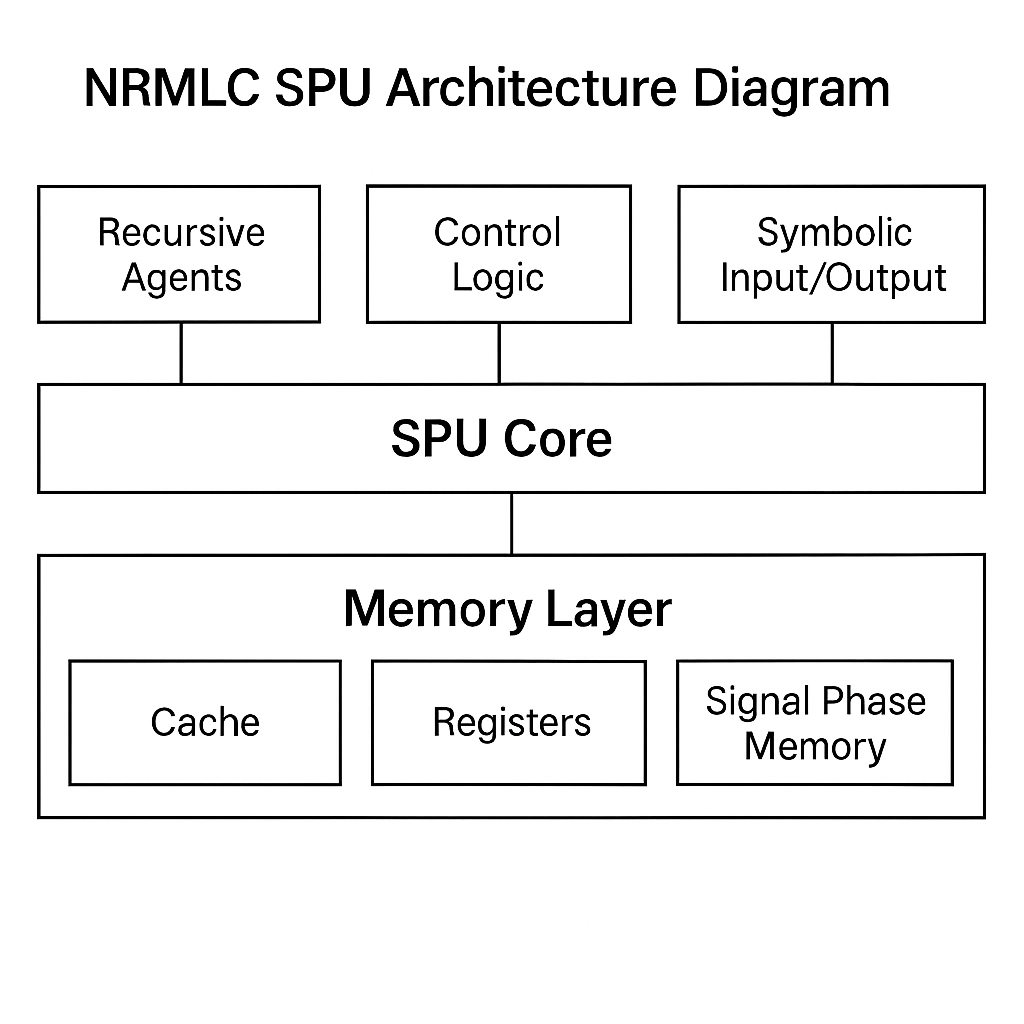 NRMLC SPU Architecture Diagram
Recursive
Agents
Control
Logic
Symbolic
Input/Output
SPU Core
Memory Layer
Cache
Registers
Signal Phase
Memory